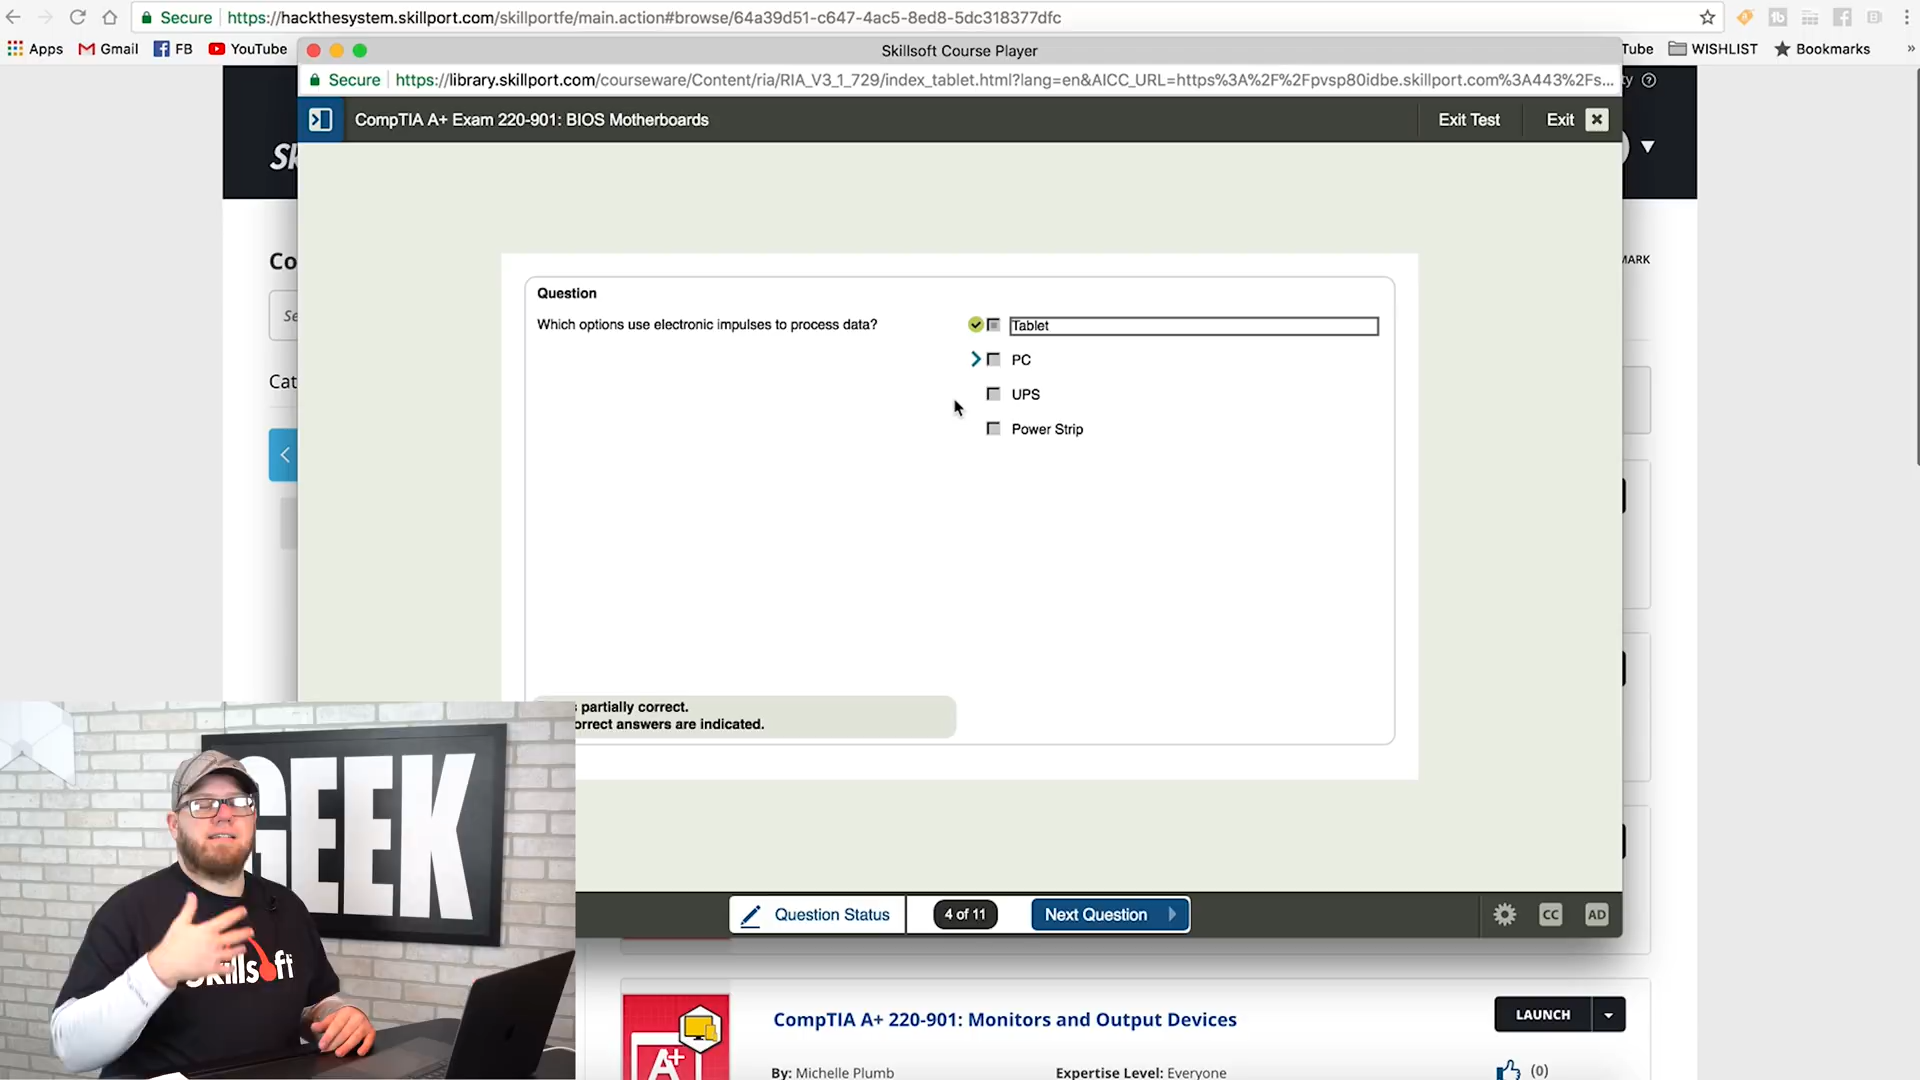 Secure https://hackthesystem.skillport.com/skillportfe/main.action#browse/64a39d51-c647-4ac5-8ed8-5dc318377dfc
Apps Gmail FB YouTube
Skillsoft Course Player
Tube WISHLIST Bookmarks »
Secure https://library.skillport.com/courseware/Content/ria/RIA_V3_1_729/index_tablet.html?lang=en&AICC_URL=https%3A%2F%2Fpvsp80idbe.skillport.com%3A443%2Fs...
CompTIA A+ Exam 220-901: BIOS Motherboards
Exit Test Exit
Co
MARK
Se
Cat
Question
Which options use electronic impulses to process data?
Tablet
PC
UPS
Power Strip
partially correct.
orrect answers are indicated.
GEEK
Skillsoft
Question Status 4 of 11 Next Question
CC AD
CompTIA A+ 220-901: Monitors and Output Devices
LAUNCH
A+
By: Michelle Plumb Expertise Level: Everyone
(0)